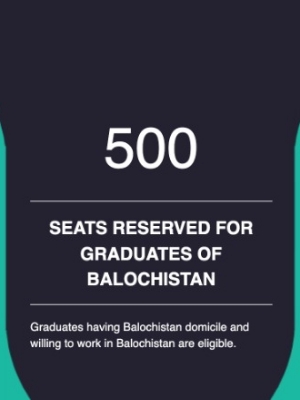 500
SEATS RESERVED FOR
GRADUATES OF
BALOCHISTAN
Graduates having Balochistan domicile and
willing to work in Balochistan are eligible.